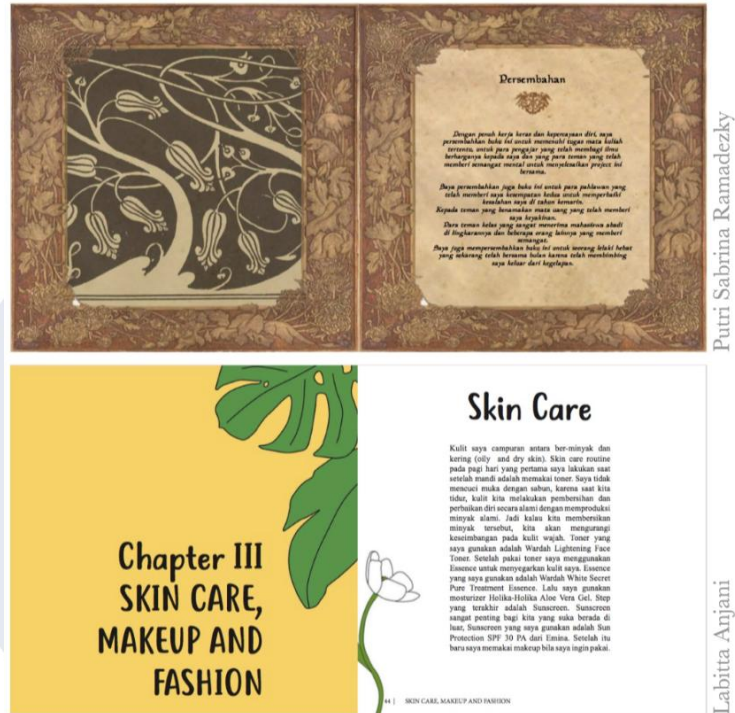 Persembahan
Dengan penuh kerja keras dan kepercayaan diri, saya
persembahkan buku ini untuk memenuhi tugas mata kuliah
tertentu, untuk para pengajar yang telah membagi ilmu
berharganya kepada saya dan yang para teman yang telah
memberi semangat mental untuk menyelesaikan project ini
bersama.
Saya persembahkan juga buku ini untuk para pahlawan yang
telah memberi saya kesempatan kedua untuk memperbaiki
kesalahan saya di tahun kemarin.
Kepada teman yang bernamakan mata uang yang telah memberi
saya keyakinan.
Para teman kelas yang sangat menerima mahasiswa abadi
di lingkarannya dan beberapa orang lainnya yang memberi
semangat.
Saya juga mempersembahkan buku ini untuk seorang lelaki hebat
yang sekarang telah bersama bulan karena telah membimbing
saya keluar dari kegelapan.
Putri Sabrina Ramadezky
Chapter III
SKIN CARE,
MAKEUP AND
FASHION
Skin Care
Kulit saya campuran antara ber-minyak dan
kering (oily and dry skin). Skin care routine
pada pagi hari yang pertama saya lakukan saat
setelah mandi adalah memakai toner. Saya tidak
mencuci muka dengan sabun, karena saat kita
tidur, kulit kita melakukan pembersihan dan
perbaikan diri secara alami dengan memproduksi
minyak alami. Jadi kalau kita membersikan
minyak tersebut, kita akan mengurangi
keseimbangan pada kulit wajah. Toner yang
saya gunakan adalah Wardah Lightening Face
Toner. Setelah pakai toner saya menggunakan
Essence untuk menyegarkan kulit saya. Essence
yang saya gunakan adalah Wardah White Secret
Pure Treatment Essence. Lalu saya gunakan
mosturizer Holika-Holika Aloe Vera Gel. Step
yang terakhir adalah Sunscreen. Sunscreen
sangat penting bagi kita yang suka berada di
luar, Sunscreen yang saya gunakan adalah Sun
Protection SPF 30 PA dari Emina. Setelah itu
baru saya memakai makeup bila saya ingin pakai.
44 | SKIN CARE, MAKEUP AND FASHION
Labitta Anjani